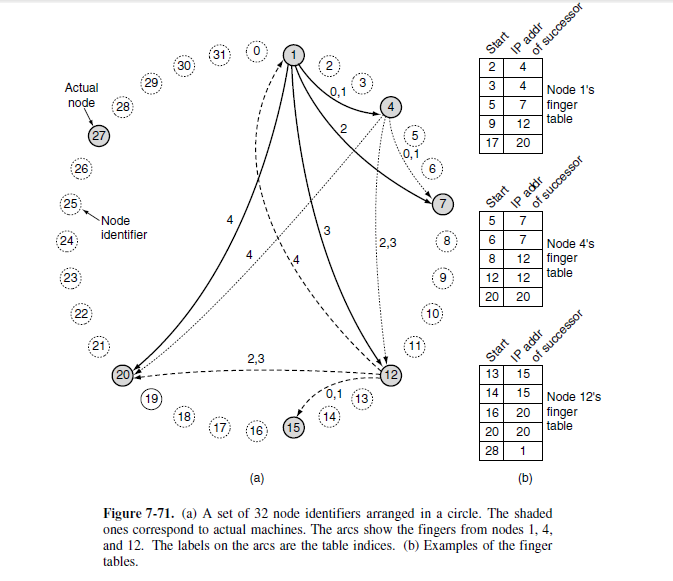 0
1
2
3
4
5
6
7
8
9
10
11
12
13
14
15
16
17
18
19
20
21
22
23
24
25
26
27
28
29
30
31
Actual
node
Node
identifier
0,1
2
0,1
3
2,3
4
4
4
2,3
0,1
(a)
Start
IP addr
of successor
2 4
3 4
5 7
9 12
17 20
Node 1's
finger
table
Start
IP addr
of successor
5 7
6 7
8 12
12 12
20 20
Node 4's
finger
table
Start
IP addr
of successor
13 15
14 15
16 20
20 20
28 1
Node 12's
finger
table
(b)
Figure 7-71. (a) A set of 32 node identifiers arranged in a circle. The shaded
ones correspond to actual machines. The arcs show the fingers from nodes 1, 4,
and 12. The labels on the arcs are the table indices. (b) Examples of the finger
tables.